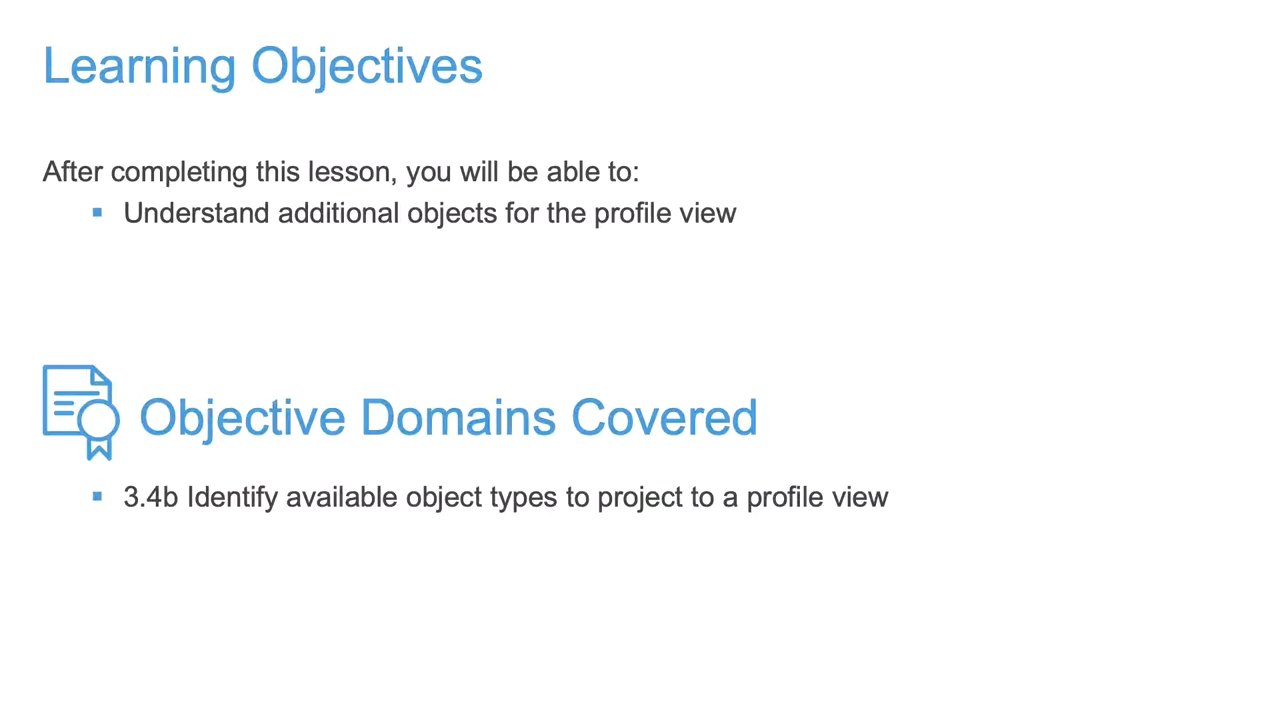 Learning Objectives
After completing this lesson, you will be able to:
▪ Understand additional objects for the profile view
Objective Domains Covered
▪ 3.4b Identify available object types to project to a profile view